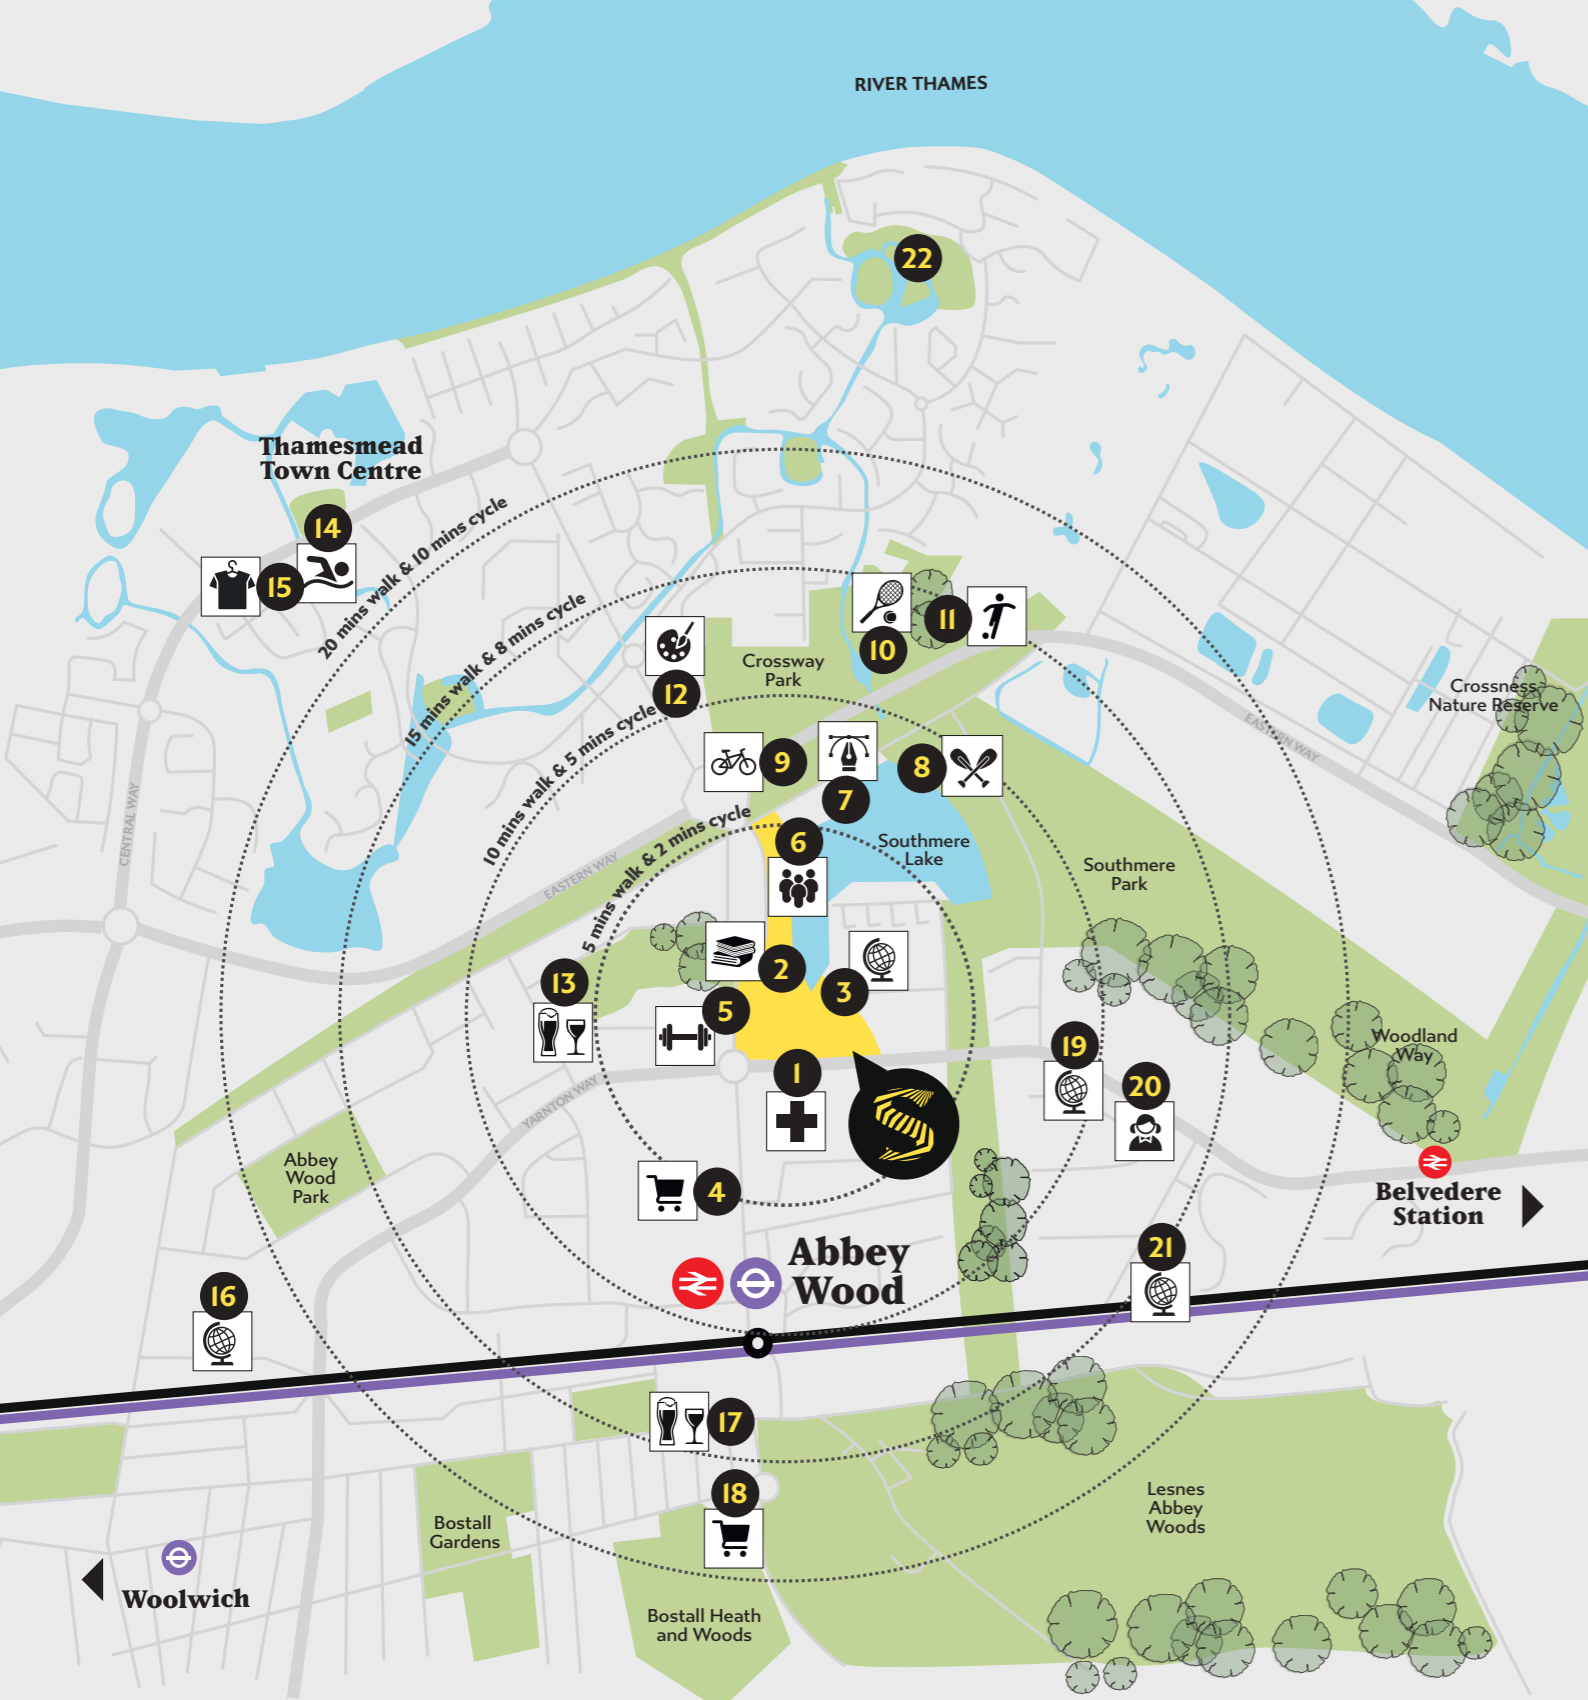 RIVER THAMES
22
Thamesmead
Town Centre
14
15
20 mins walk & 10 mins cycle
15 mins walk & 8 mins cycle
10 mins walk & 5 mins cycle
5 mins walk & 2 mins cycle
11
10
12
Crossway
Park
Crossness
Nature Reserve
EASTERN WAY
9
8
7
CENTRAL WAY
6
Southmere
Lake
Southmere
Park
EASTERN WAY
2
3
13
5
1
19
20
Woodland
Way
YARNTON WAY
S
Abbey
Wood
Park
4
Belvedere
Station
Abbey
Wood
21
16
17
18
Lesnes
Abbey
Woods
Bostall
Gardens
Woolwich
Bostall Heath
and Woods